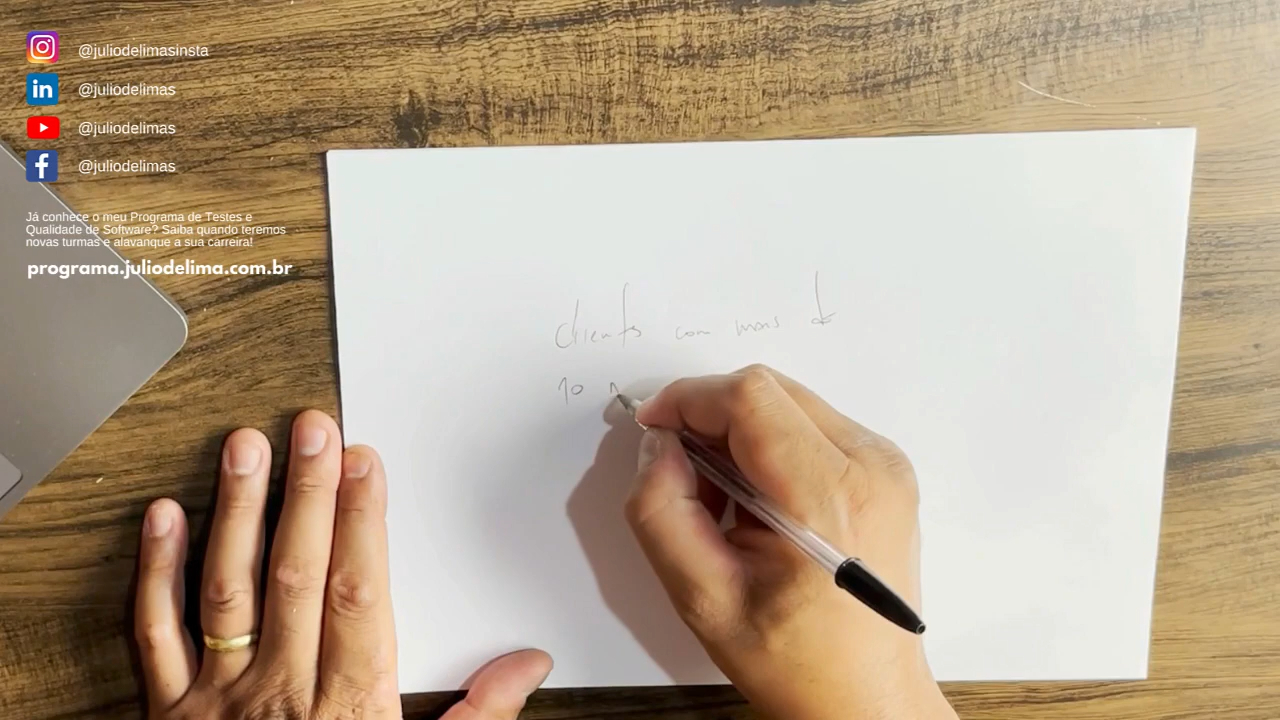 @juliodelimasinsta
@juliodelimas
@juliodelimas
@juliodelimas
Já conhece o meu Programa de Testes e
Qualidade de Software? Saiba quando teremos
novas turmas e alavanque a sua carreira!
programa.juliodelima.com.br
Clientes com mais de
10